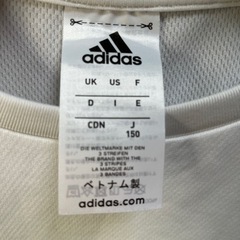 adidas
UK US F
D I E
CDN J
150
DIE WELTMARKE MIT DEN
3 STREIFEN
THE BRAND WITH THE
3 STRIPES
LA MARQUE AUX
3 BANDES
ベトナム製
adidas.com